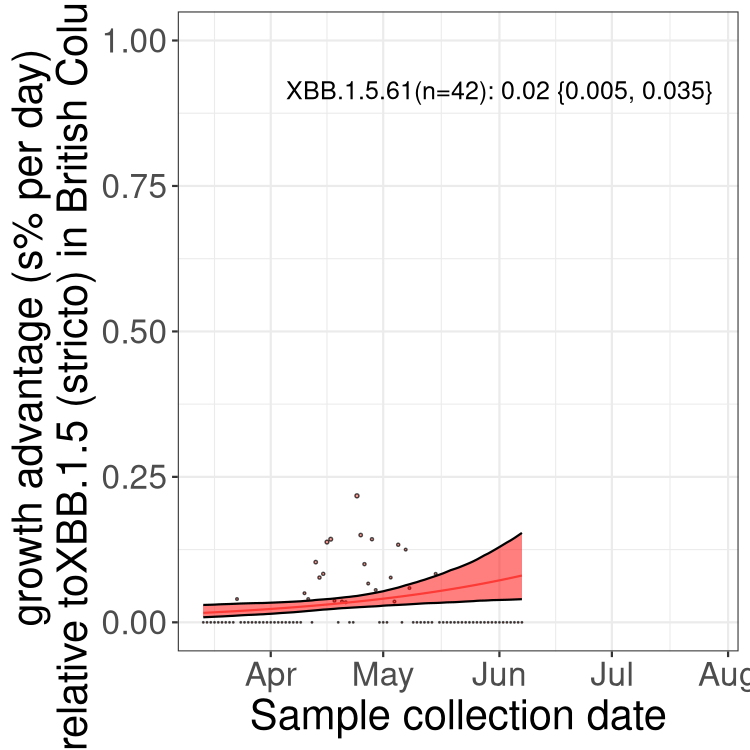 growth advantage (s% per day)
relative toXBB.1.5 (stricto) in British Colu
1.00
0.75
0.50
0.25
0.00
XBB.1.5.61(n=42): 0.02 {0.005, 0.035}
Apr May Jun Jul Aug
Sample collection date